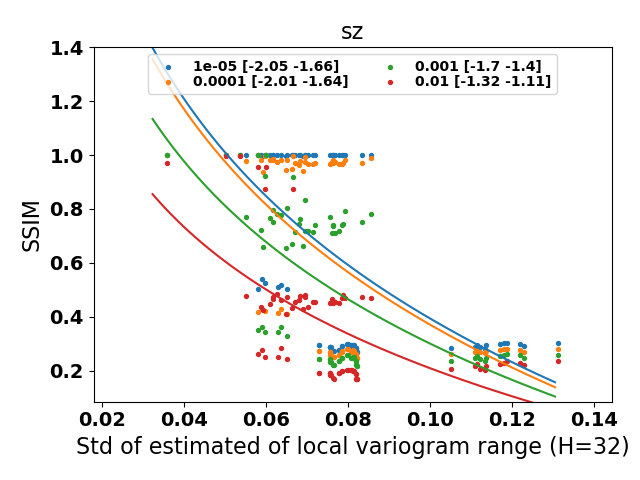 sz
1e-05 [-2.05 -1.66]
0.0001 [-2.01 -1.64]
0.001 [-1.7 -1.4]
0.01 [-1.32 -1.11]
SSIM
1.4
1.2
1.0
0.8
0.6
0.4
0.2
0.02 0.04 0.06 0.08 0.10 0.12 0.14
Std of estimated of local variogram range (H=32)